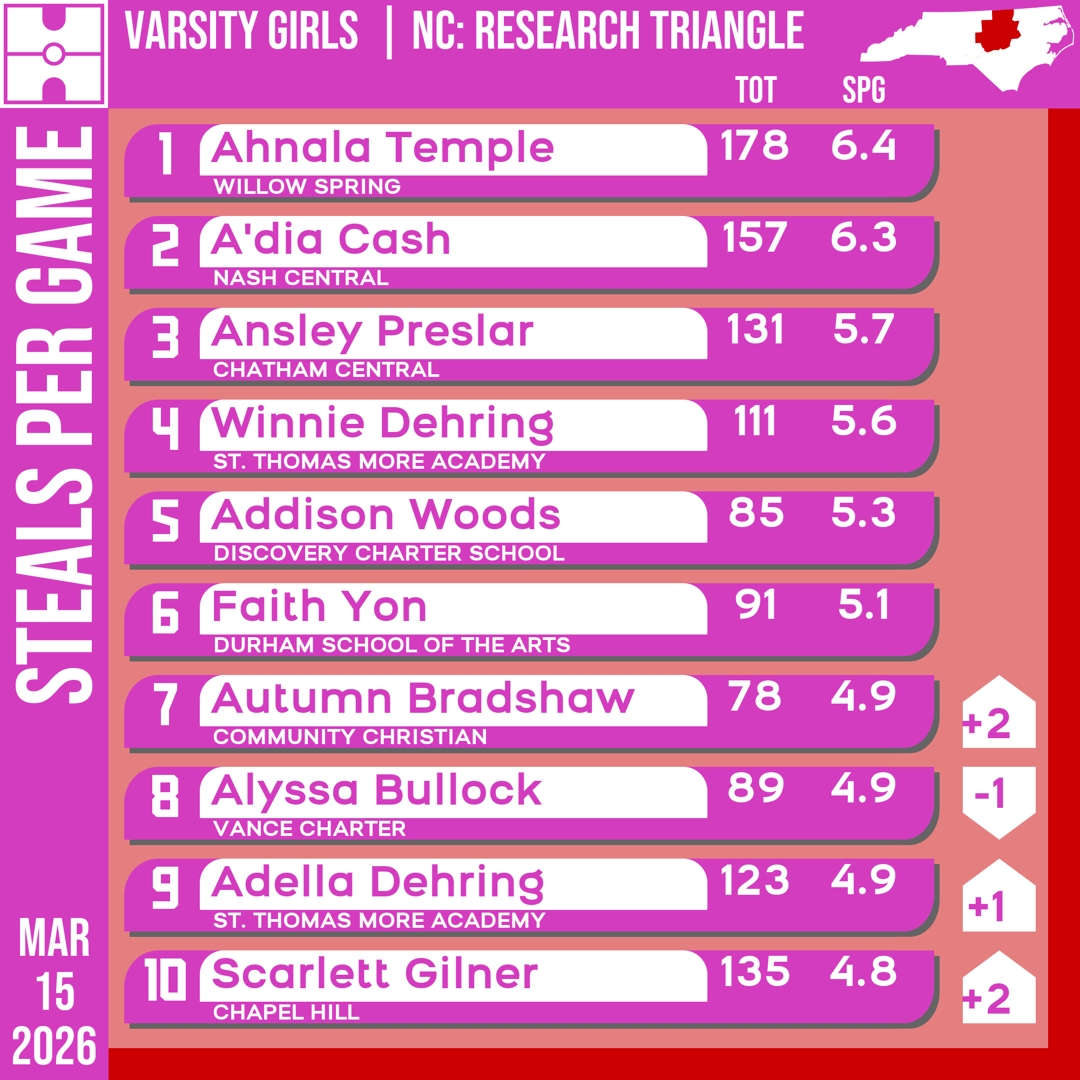 VARSITY GIRLS | NC: RESEARCH TRIANGLE
TOT SPG
STEALS PER GAME
1 Ahnala Temple 178 6.4
WILLOW SPRING
2 A'dia Cash 157 6.3
NASH CENTRAL
3 Ansley Preslar 131 5.7
CHATHAM CENTRAL
4 Winnie Dehring 111 5.6
ST. THOMAS MORE ACADEMY
5 Addison Woods 85 5.3
DISCOVERY CHARTER SCHOOL
6 Faith Yon 91 5.1
DURHAM SCHOOL OF THE ARTS
7 Autumn Bradshaw 78 4.9 +2
COMMUNITY CHRISTIAN
8 Alyssa Bullock 89 4.9 -1
VANCE CHARTER
9 Adella Dehring 123 4.9 +1
ST. THOMAS MORE ACADEMY
10 Scarlett Gilner 135 4.8 +2
CHAPEL HILL
MAR
15
2026